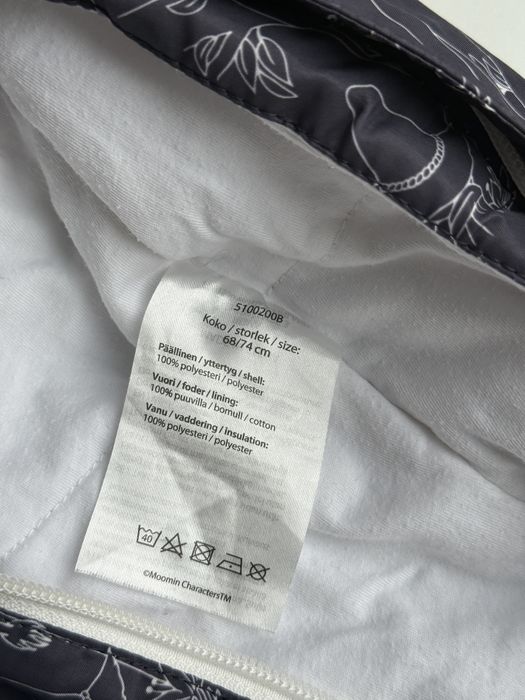 5100200B
Koko / storlek / size:
68/74 cm
Päällinen / yttertyg / shell:
100% polyesteri / polyester
Vuori / foder / lining:
100% puuvilla / bomull / cotton
Vanu / vaddering / insulation:
100% polyesteri / polyester
40
©Moomin CharactersTM